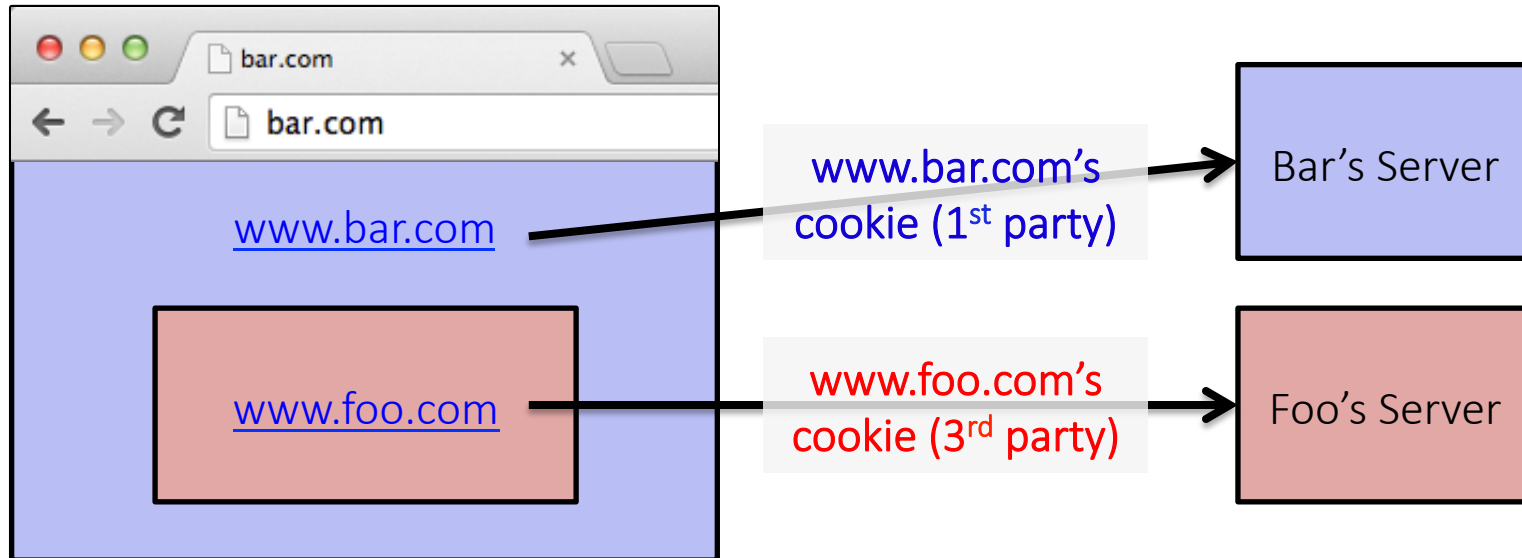 bar.com
bar.com
www.bar.com
www.bar.com’s
cookie (1st party)
Bar’s Server
www.foo.com
www.foo.com’s
cookie (3rd party)
Foo’s Server